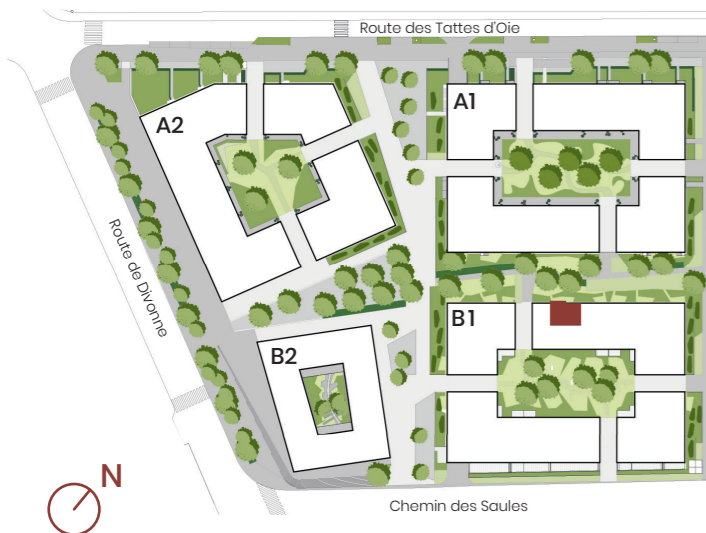 Route des Tattes d'Oie
A2
A1
Route de Divonne
B1
B2
N
Chemin des Saules